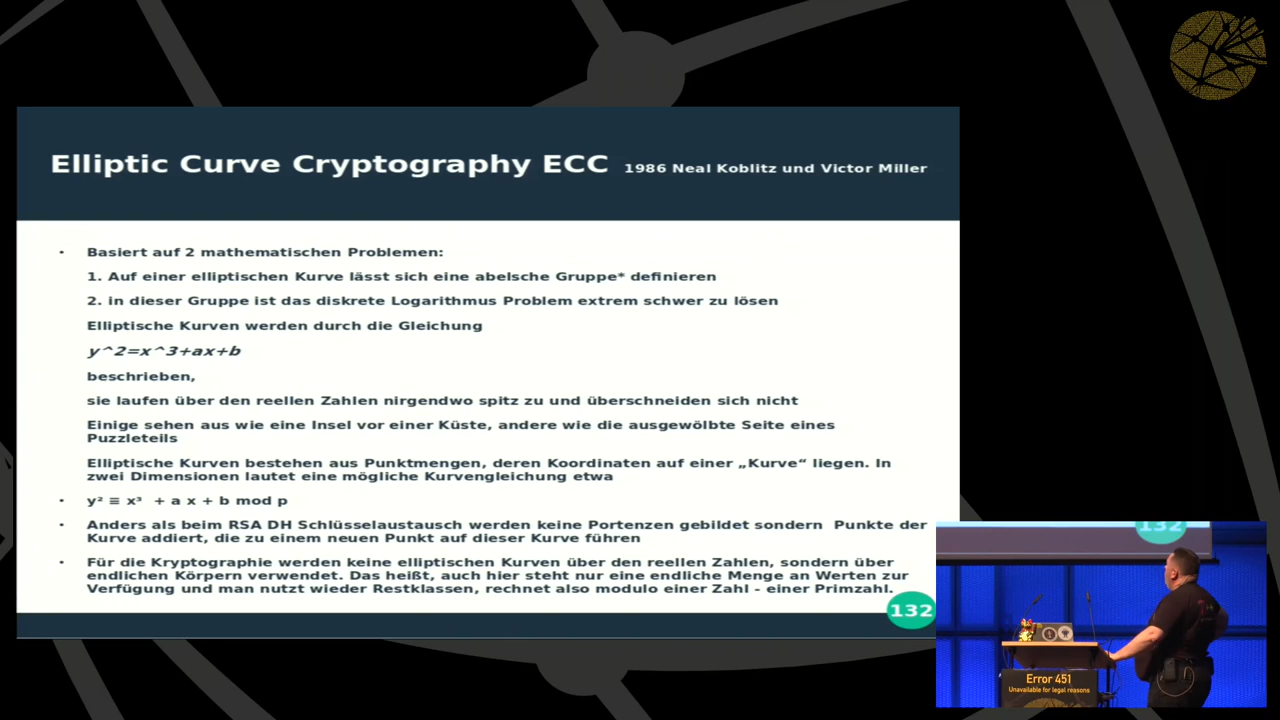 Elliptic Curve Cryptography ECC 1986 Neal Koblitz und Victor Miller
• Basiert auf 2 mathematischen Problemen:
1. Auf einer elliptischen Kurve lässt sich eine abelsche Gruppe* definieren
2. in dieser Gruppe ist das diskrete Logarithmus Problem extrem schwer zu lösen
Elliptische Kurven werden durch die Gleichung
y^2=x^3+ax+b
beschrieben,
sie laufen über den reellen Zahlen nirgendwo spitz zu und überschneiden sich nicht
Einige sehen aus wie eine Insel vor einer Küste, andere wie die ausgewölbte Seite eines
Puzzleteils
Elliptische Kurven bestehen aus Punktmengen, deren Koordinaten auf einer „Kurve“ liegen. In
zwei Dimensionen lautet eine mögliche Kurvengleichung etwa
• y² ≡ x³ + a x + b mod p
• Anders als beim RSA DH Schlüsselaustausch werden keine Portenzen gebildet sondern Punkte der
Kurve addiert, die zu einem neuen Punkt auf dieser Kurve führen
• Für die Kryptographie werden keine elliptischen Kurven über den reellen Zahlen, sondern über
endlichen Körpern verwendet. Das heißt, auch hier steht nur eine endliche Menge an Werten zur
Verfügung und man nutzt wieder Restklassen, rechnet also modulo einer Zahl - einer Primzahl.
132
132
Error 451
Unavailable for legal reasons